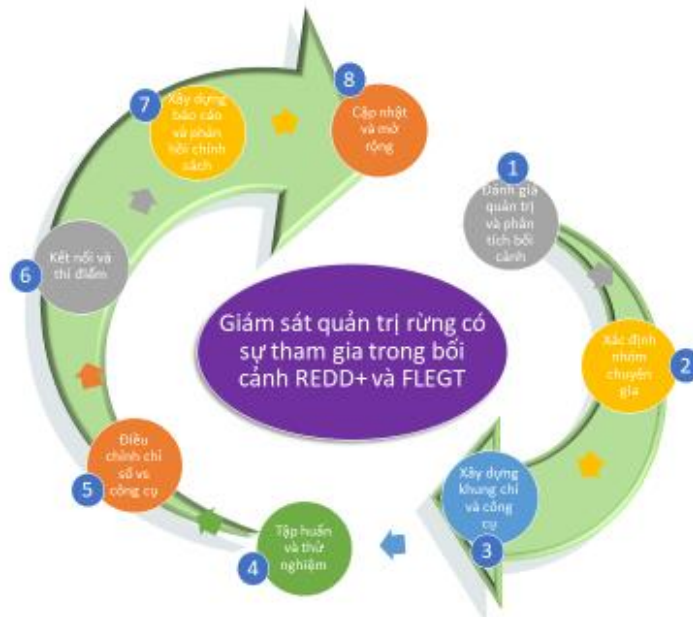 Giám sát quản trị rừng có
sự tham gia trong bối
cảnh REDD+ và FLEGT
1
Đánh giá
quản trị
và phân
tích bối
cảnh
2
Xác định
nhóm
chuyên
gia
3
Xây dựng
khung chỉ
và công
cụ
4
Tập huấn
và thử
nghiệm
5
Điều
chỉnh chỉ
số vs
công cụ
6
Kết nối và
thí điểm
7
Xây dựng
báo cáo
và phản
hồi chính
sách
8
Cập nhật
và mở
rộng